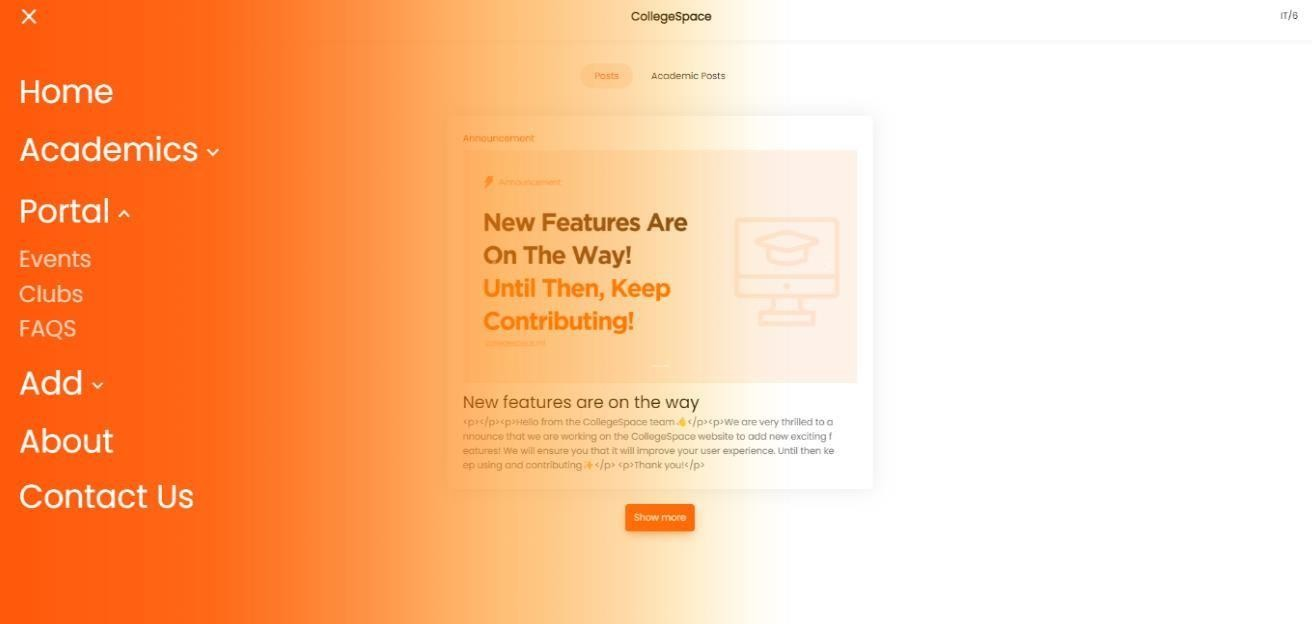 CollegeSpace
IT/6
Home
Academics
Portal
Events
Clubs
FAQS
Add
About
Contact Us
Posts
Academic Posts
Announcement
Announcement
New Features Are
On The Way!
Until Then, Keep
Contributing!
New features are on the way
<p></p><p>Hello from the CollegeSpace team👋</p><p>We are very thrilled to a
nnounce that we are working on the CollegeSpace website to add new exciting f
eatures! We will ensure you that it will improve your user experience. Until then ke
ep using and contributing✨</p> <p>Thank you!</p>
Show more